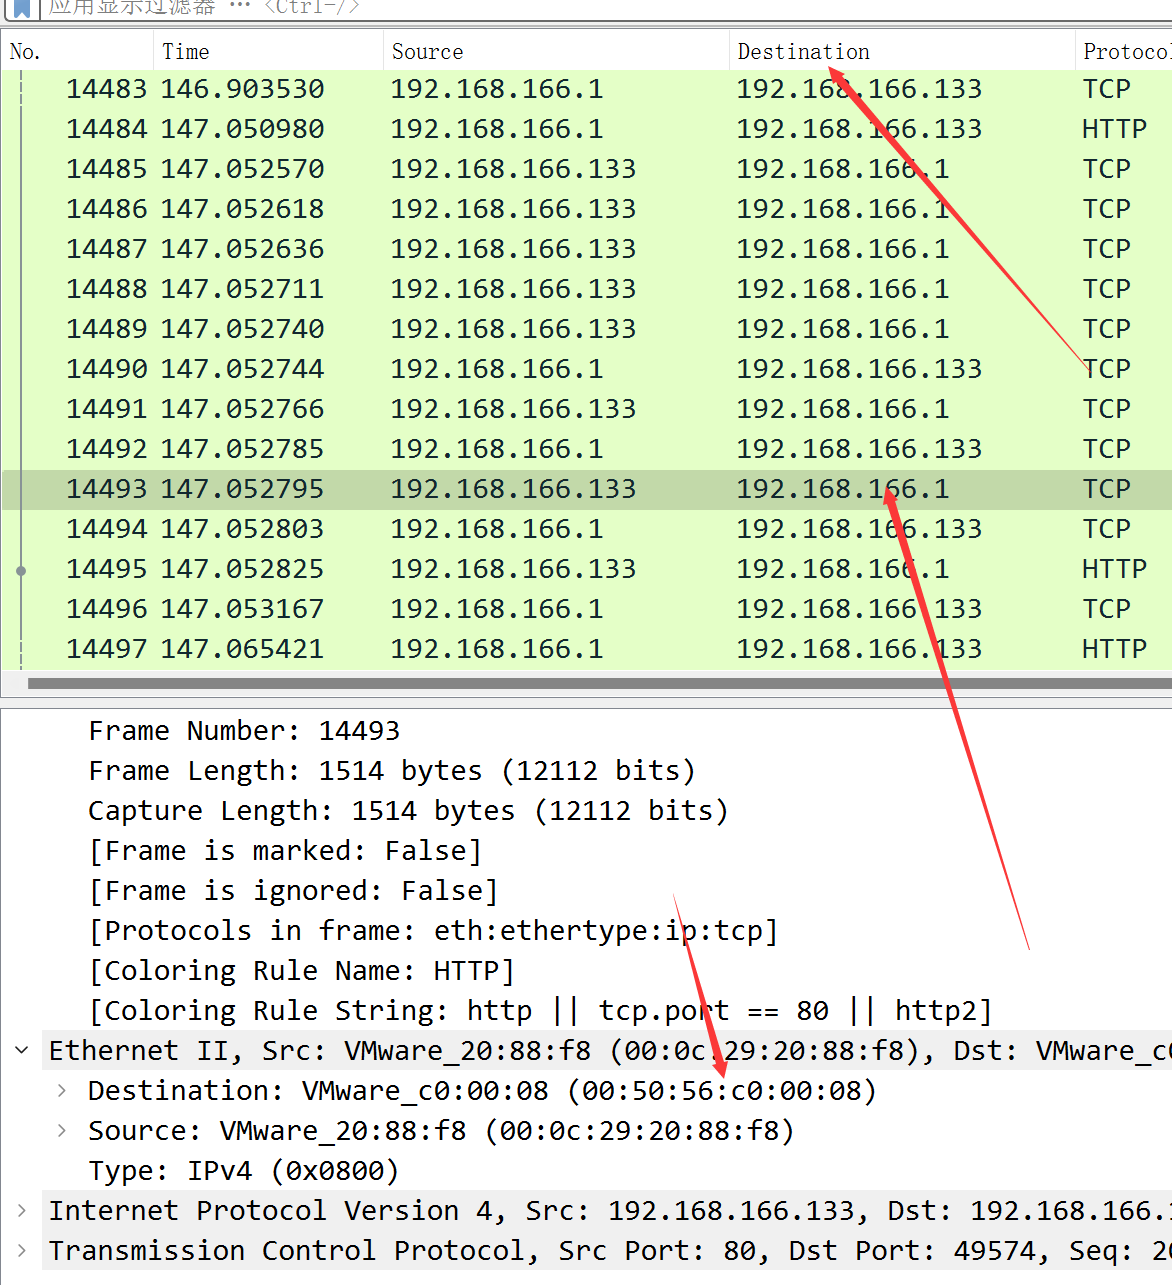 应用显示过滤器 … <Ctrl-/>
No. Time Source Destination Protocol
14483 146.903530 192.168.166.1 192.168.166.133 TCP
14484 147.050980 192.168.166.1 192.168.166.133 HTTP
14485 147.052570 192.168.166.133 192.168.166.1 TCP
14486 147.052618 192.168.166.133 192.168.166.1 TCP
14487 147.052636 192.168.166.133 192.168.166.1 TCP
14488 147.052711 192.168.166.133 192.168.166.1 TCP
14489 147.052740 192.168.166.133 192.168.166.1 TCP
14490 147.052744 192.168.166.1 192.168.166.133 TCP
14491 147.052766 192.168.166.133 192.168.166.1 TCP
14492 147.052785 192.168.166.1 192.168.166.133 TCP
14493 147.052795 192.168.166.133 192.168.166.1 TCP
14494 147.052803 192.168.166.1 192.168.166.133 TCP
14495 147.052825 192.168.166.133 192.168.166.1 HTTP
14496 147.053167 192.168.166.1 192.168.166.133 TCP
14497 147.065421 192.168.166.1 192.168.166.133 HTTP
Frame Number: 14493
Frame Length: 1514 bytes (12112 bits)
Capture Length: 1514 bytes (12112 bits)
[Frame is marked: False]
[Frame is ignored: False]
[Protocols in frame: eth:ethertype:ip:tcp]
[Coloring Rule Name: HTTP]
[Coloring Rule String: http || tcp.port == 80 || http2]
Ethernet II, Src: VMware_20:88:f8 (00:0c:29:20:88:f8), Dst: VMware_c0
Destination: VMware_c0:00:08 (00:50:56:c0:00:08)
Source: VMware_20:88:f8 (00:0c:29:20:88:f8)
Type: IPv4 (0x0800)
Internet Protocol Version 4, Src: 192.168.166.133, Dst: 192.168.166.1
Transmission Control Protocol, Src Port: 80, Dst Port: 49574, Seq: 20